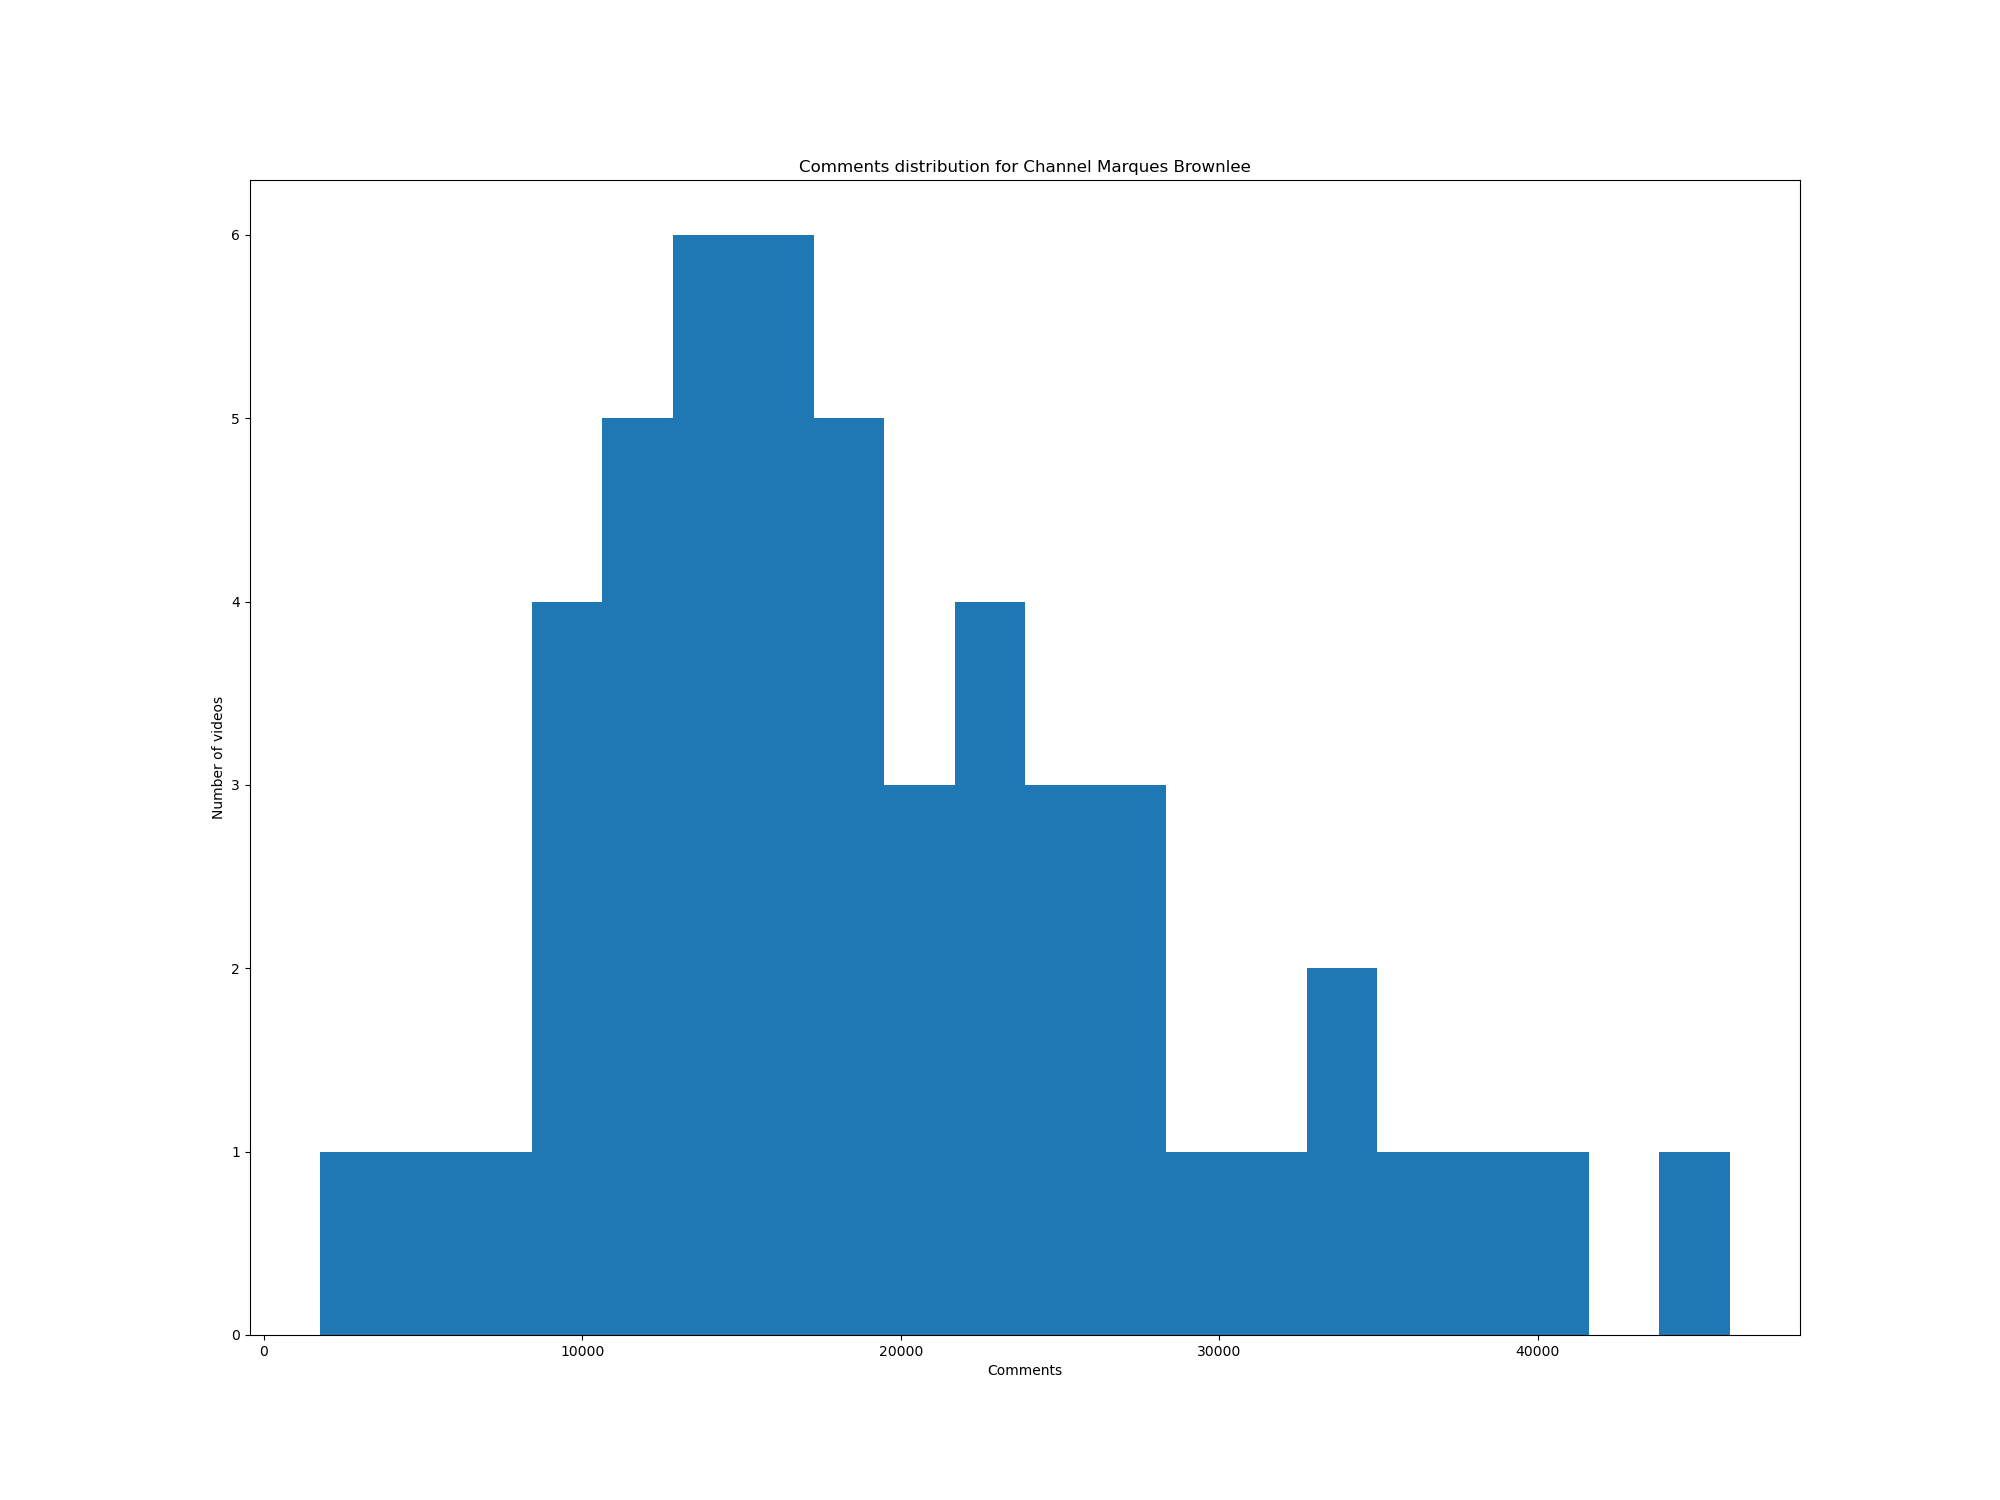 Comments distribution for Channel Marques Brownlee
6
5
4
3
2
1
0
Number of videos
0 10000 20000 30000 40000
Comments